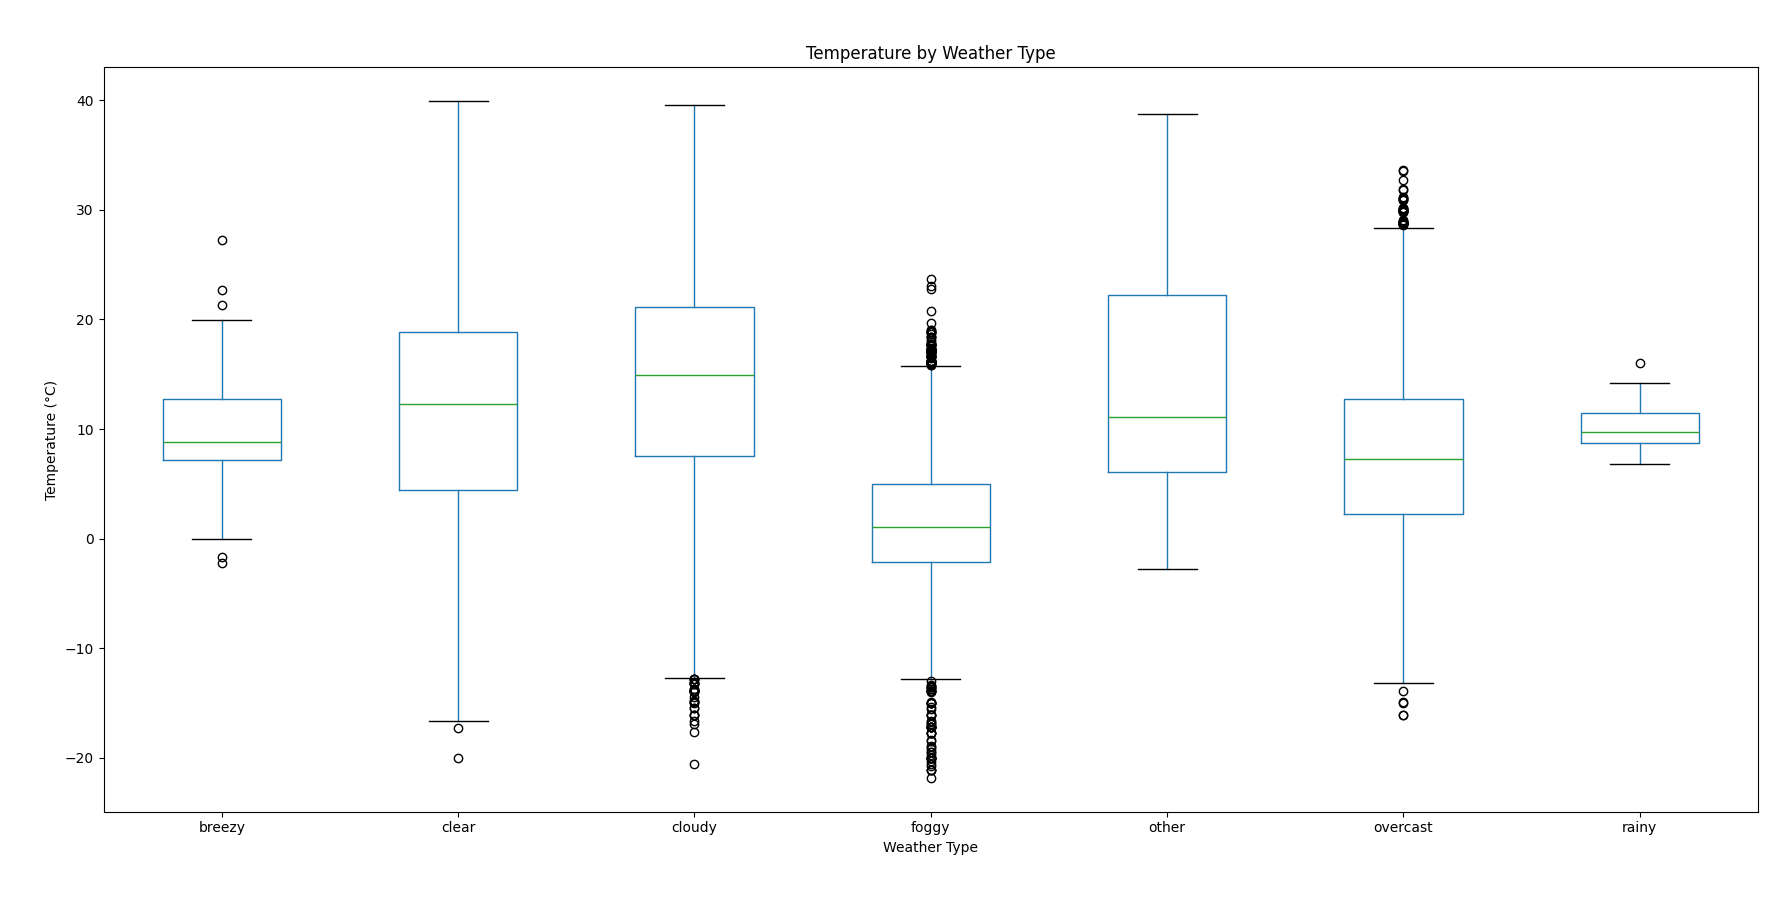 Temperature by Weather Type
Temperature (°C)
40
30
20
10
0
−10
−20
breezy clear cloudy foggy other overcast rainy
Weather Type